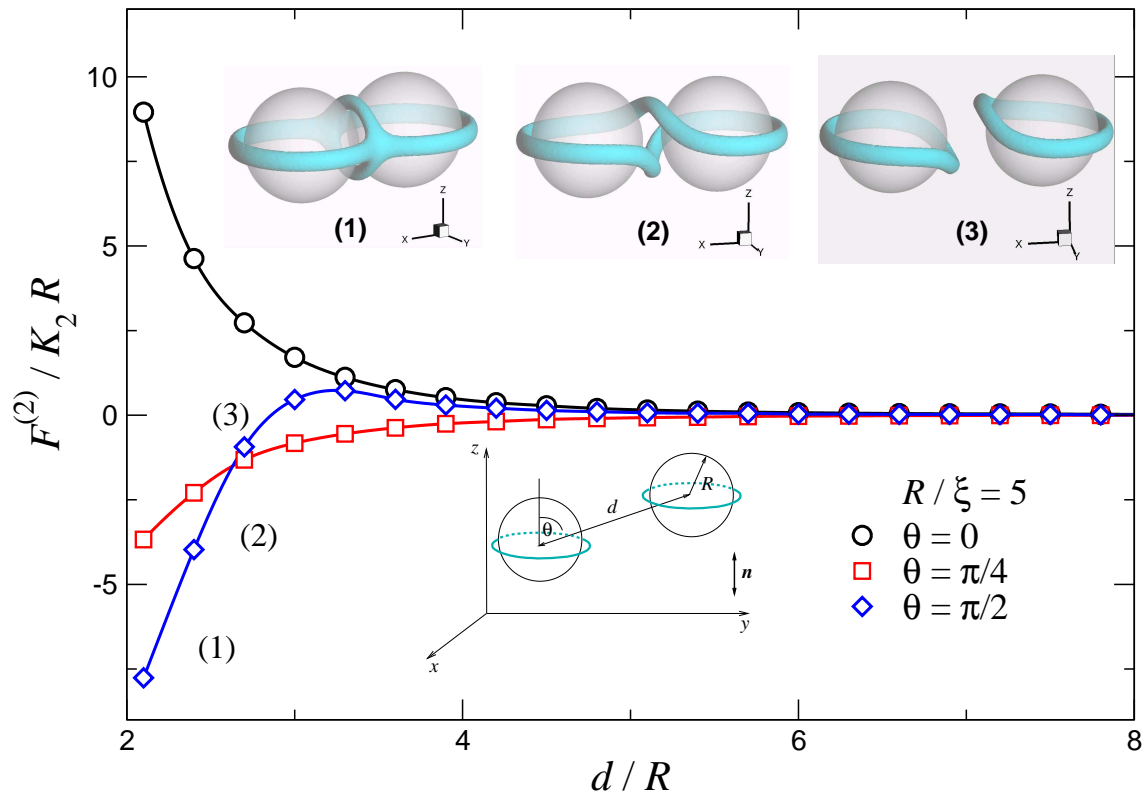 F^(2) / K_2 R
10
5
0
-5
Z
X
Y
(1)
Z
X
Y
(2)
Z
X
Y
(3)
(3)
(2)
(1)
z
θ
d
R
n
y
x
R / ξ = 5
θ = 0
θ = π/4
θ = π/2
2
4
6
8
d / R